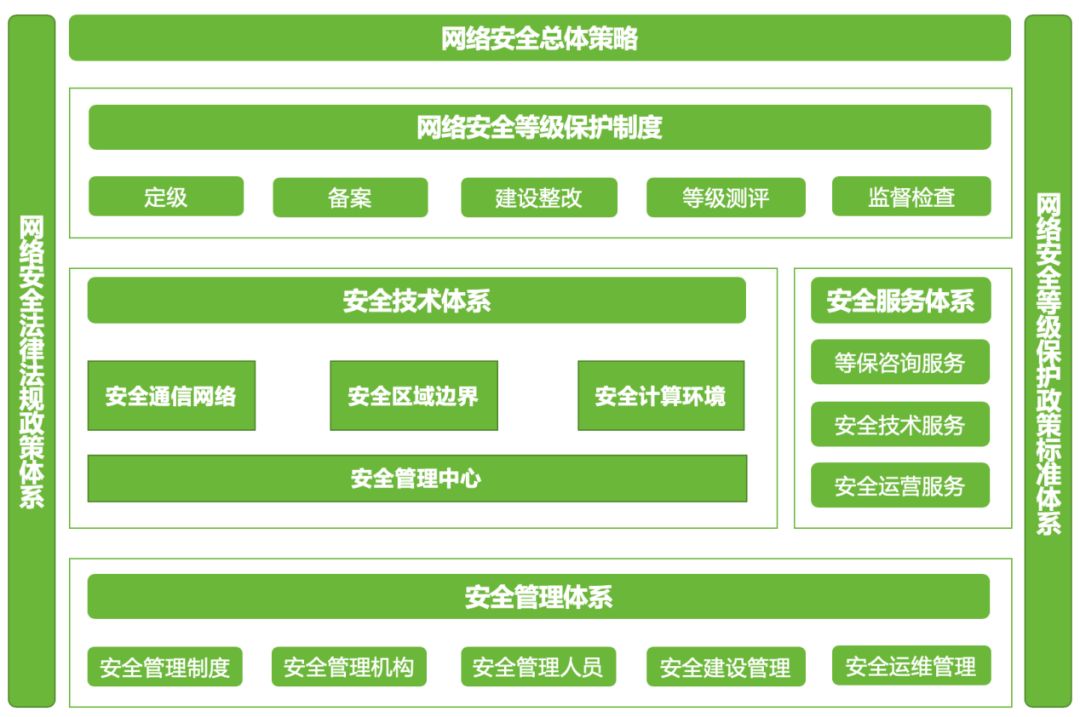 网络安全总体策略
网络安全法律法规政策体系
网络安全等级保护政策标准体系
网络安全等级保护制度
定级
备案
建设整改
等级测评
监督检查
安全技术体系
安全通信网络
安全区域边界
安全计算环境
安全管理中心
安全服务体系
等保咨询服务
安全技术服务
安全运营服务
安全管理体系
安全管理制度
安全管理机构
安全管理人员
安全建设管理
安全运维管理